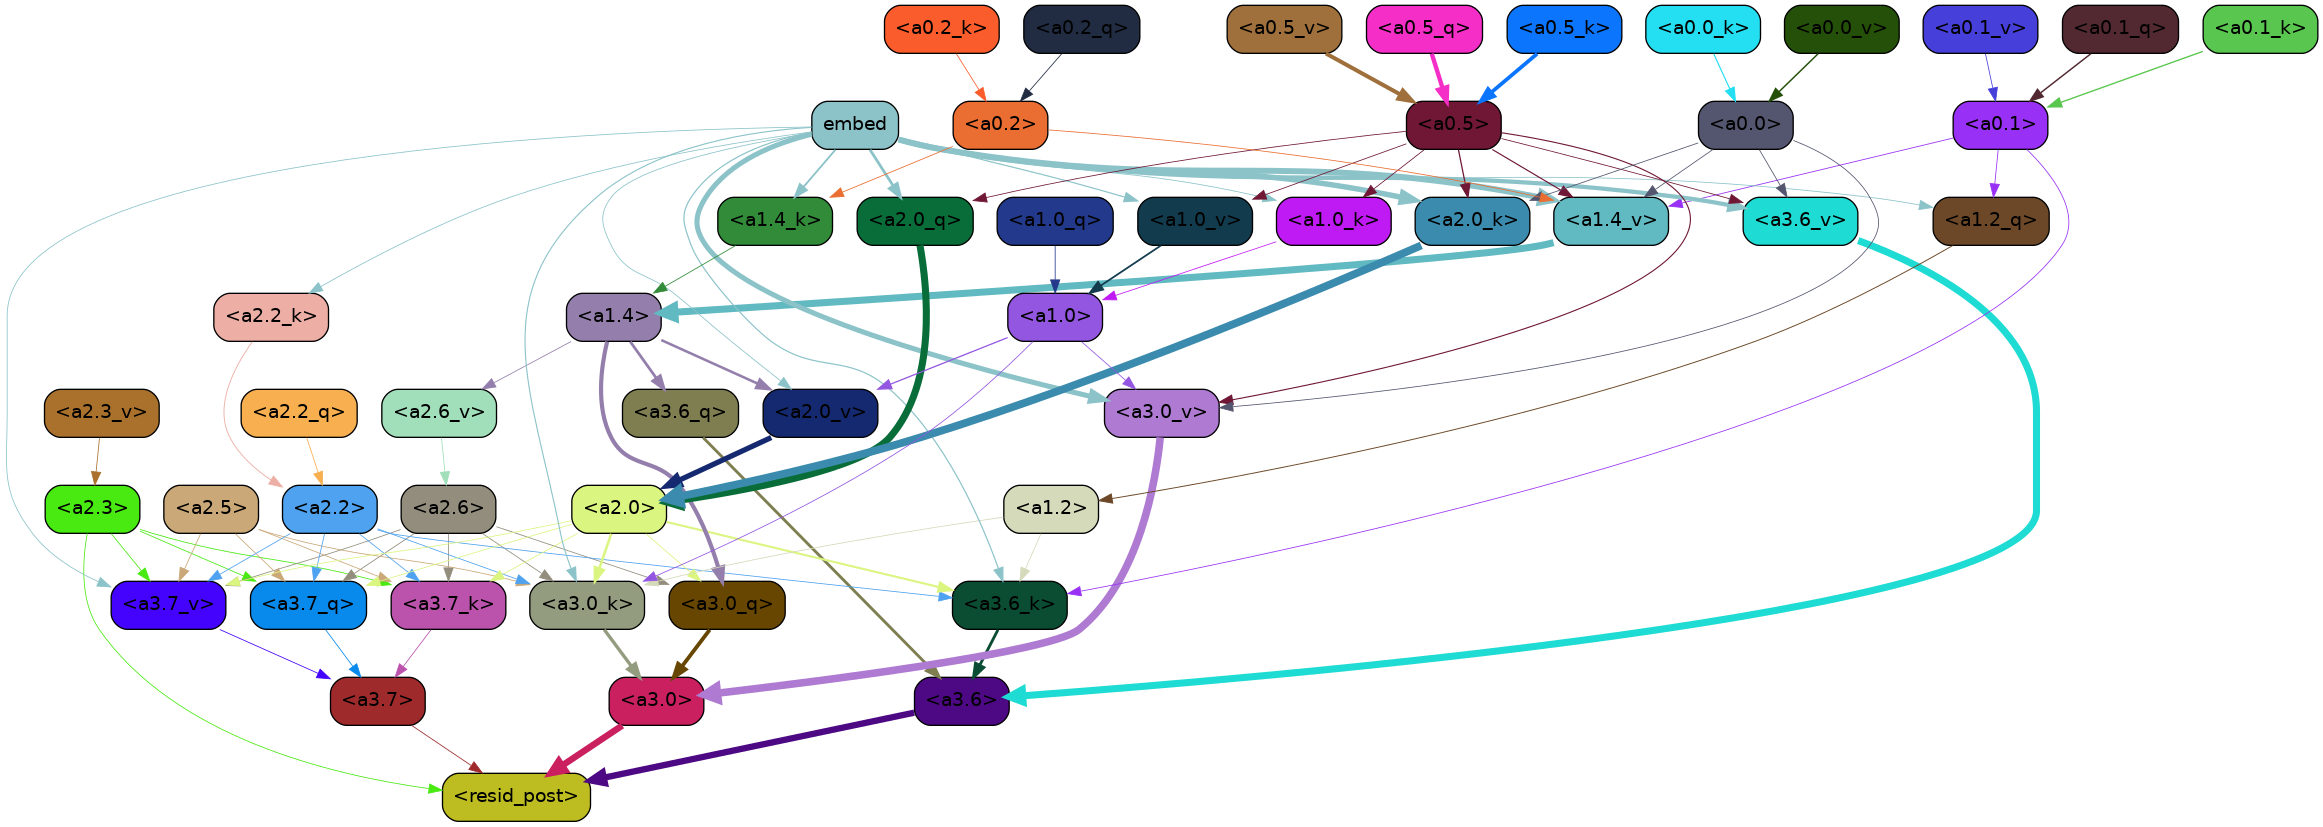 <a0.2_k> <a0.2_q> <a0.5_v> <a0.5_q> <a0.5_k> <a0.0_k> <a0.0_v> <a0.1_v> <a0.1_q> <a0.1_k>
embed <a0.2> <a0.5> <a0.0> <a0.1>
<a1.4_k> <a2.0_q> <a1.0_q> <a1.0_v> <a1.0_k> <a2.0_k> <a1.4_v> <a3.6_v> <a1.2_q>
<a2.2_k> <a1.4> <a1.0>
<a2.3_v> <a2.2_q> <a2.6_v> <a3.6_q> <a2.0_v> <a3.0_v>
<a2.3> <a2.5> <a2.2> <a2.6> <a2.0> <a1.2>
<a3.7_v> <a3.7_q> <a3.7_k> <a3.0_k> <a3.0_q> <a3.6_k>
<a3.7> <a3.0> <a3.6>
<resid_post>